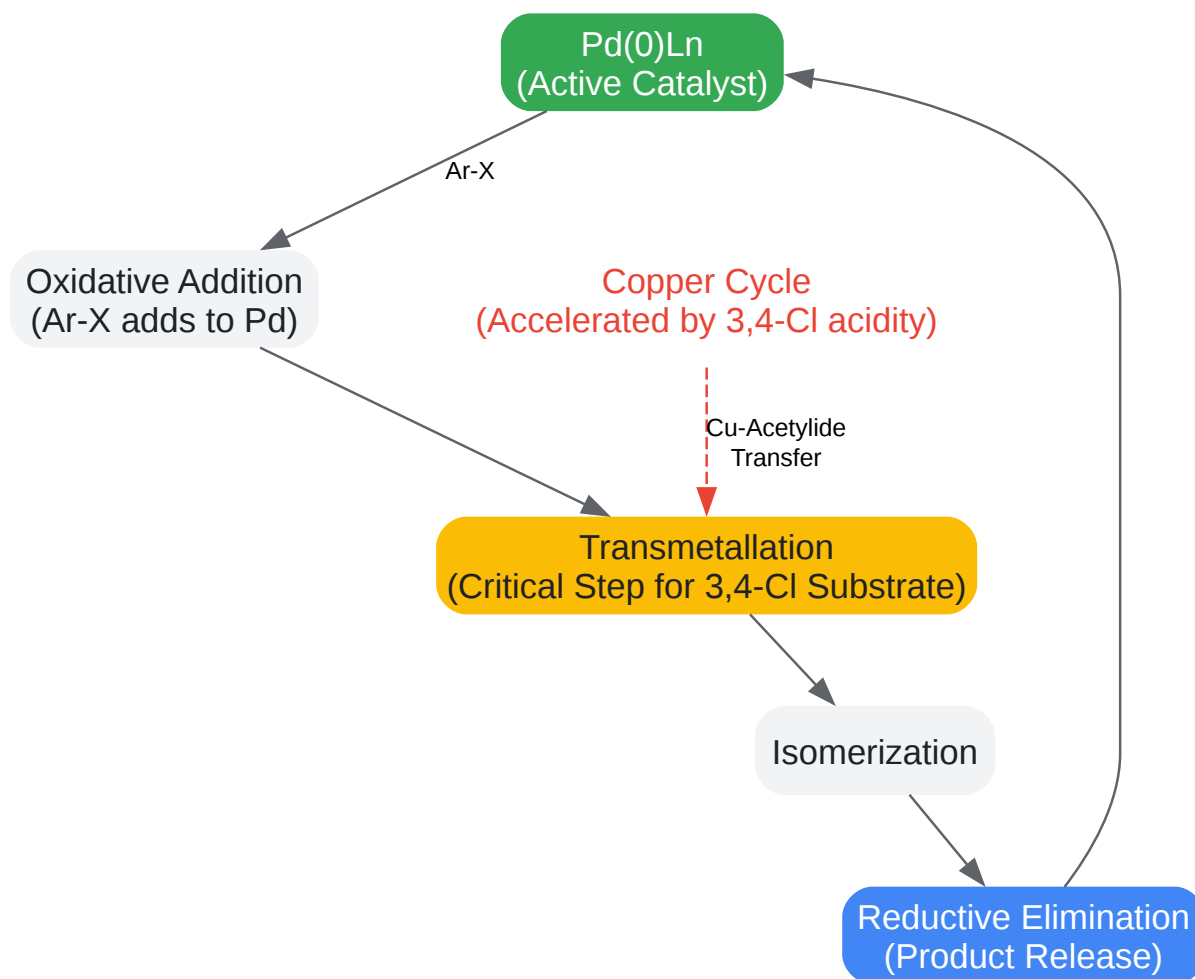 Pd(0)Ln
(Active Catalyst)
Ar-X
Oxidative Addition
(Ar-X adds to Pd)
Copper Cycle
(Accelerated by 3,4-Cl acidity)
Cu-Acetylide
Transfer
Transmetallation
(Critical Step for 3,4-Cl Substrate)
Isomerization
Reductive Elimination
(Product Release)